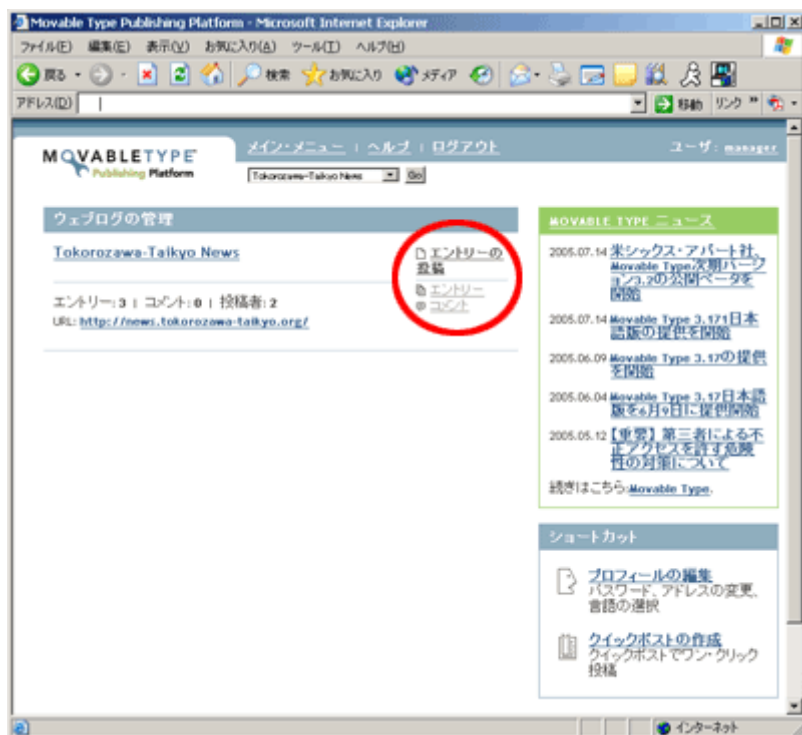 Movable Type Publishing Platform - Microsoft Internet Explorer
ファイル(F) 編集(E) 表示(V) お気に入り(A) ツール(T) ヘルプ(H)
戻る 検索 お気に入り メディア
アドレス(D) 移動 リンク »
MOVABLETYPE
Publishing Platform
メイン・メニュー | ヘルプ | ログアウト
ユーザ: manager
Tokorozawa-Taikyo News Go
ウェブログの管理
Tokorozawa-Taikyo News
エントリーの
投稿
エントリー
コメント
エントリー: 3 | コメント: 0 | 投稿者: 2
URL: http://news.tokorozawa-taikyo.org/
MOVABLE TYPE ニュース
2005.07.14 米シックス・アパート社、
Movable Type次期バージ
ョン3.2の公開ベータを
開始
2005.07.14 Movable Type 3.171日本
語版の提供を開始
2005.06.09 Movable Type 3.17の提供
を開始
2005.06.04 Movable Type 3.17日本語
版を6月9日に提供開始
2005.05.12 【重要】第三者による不
正アクセスを許す危険
性の対策について
続きはこちら:Movable Type.
ショートカット
プロフィールの編集
パスワード、アドレスの変更、
言語の選択
クイックポストの作成
クイックポストでワン・クリック
投稿
インターネット